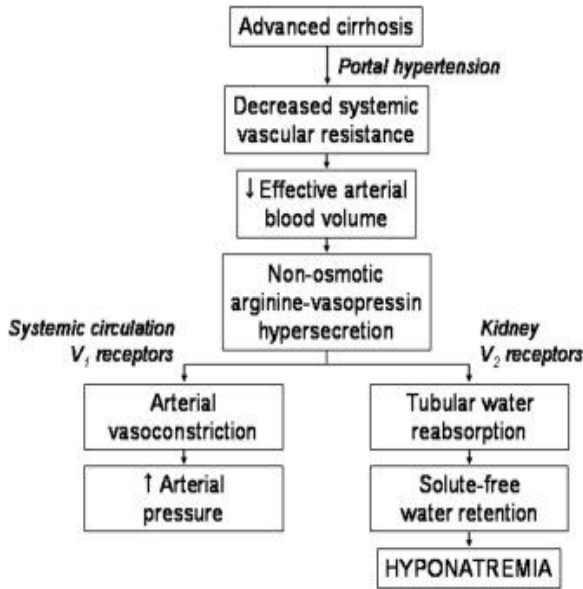 Advanced cirrhosis
Portal hypertension
Decreased systemic
vascular resistance
↓ Effective arterial
blood volume
Non-osmotic
arginine-vasopressin
hypersecretion
Systemic circulation
V₁ receptors
Kidney
V₂ receptors
Arterial
vasoconstriction
↑ Arterial
pressure
Tubular water
reabsorption
Solute-free
water retention
HYPONATREMIA